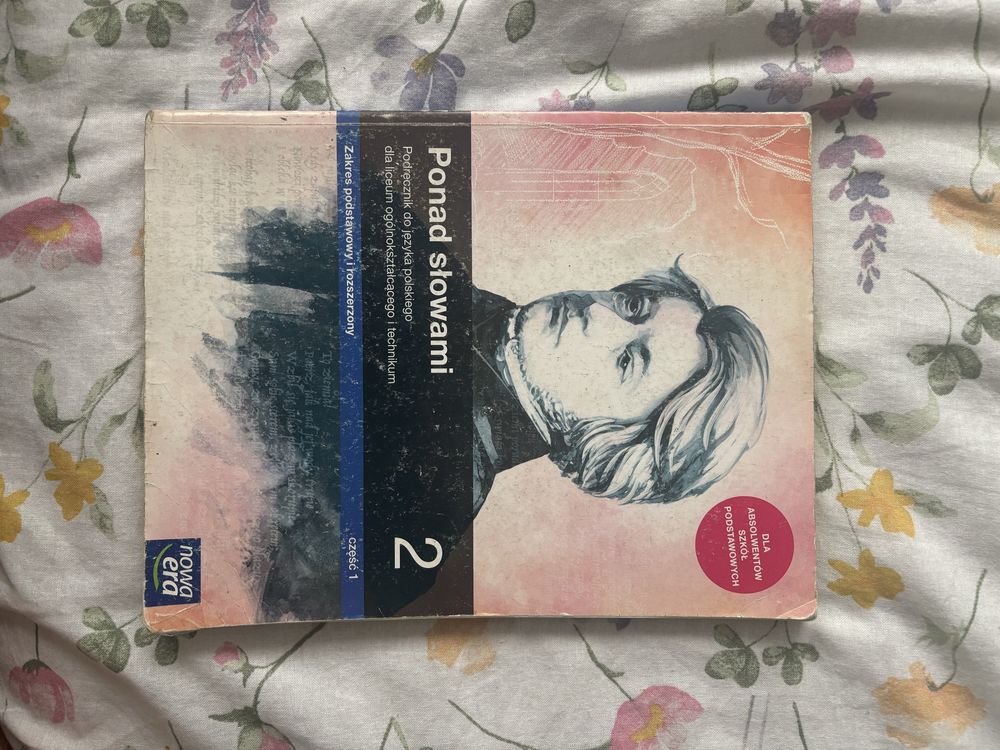 DLA
ABSOLWENTÓW
SZKÓŁ
PODSTAWOWYCH
Ponad słowami
2
Podręcznik do języka polskiego
dla liceum ogólnokształcącego i technikum
Zakres podstawowy i rozszerzony
część 1
nowa
era